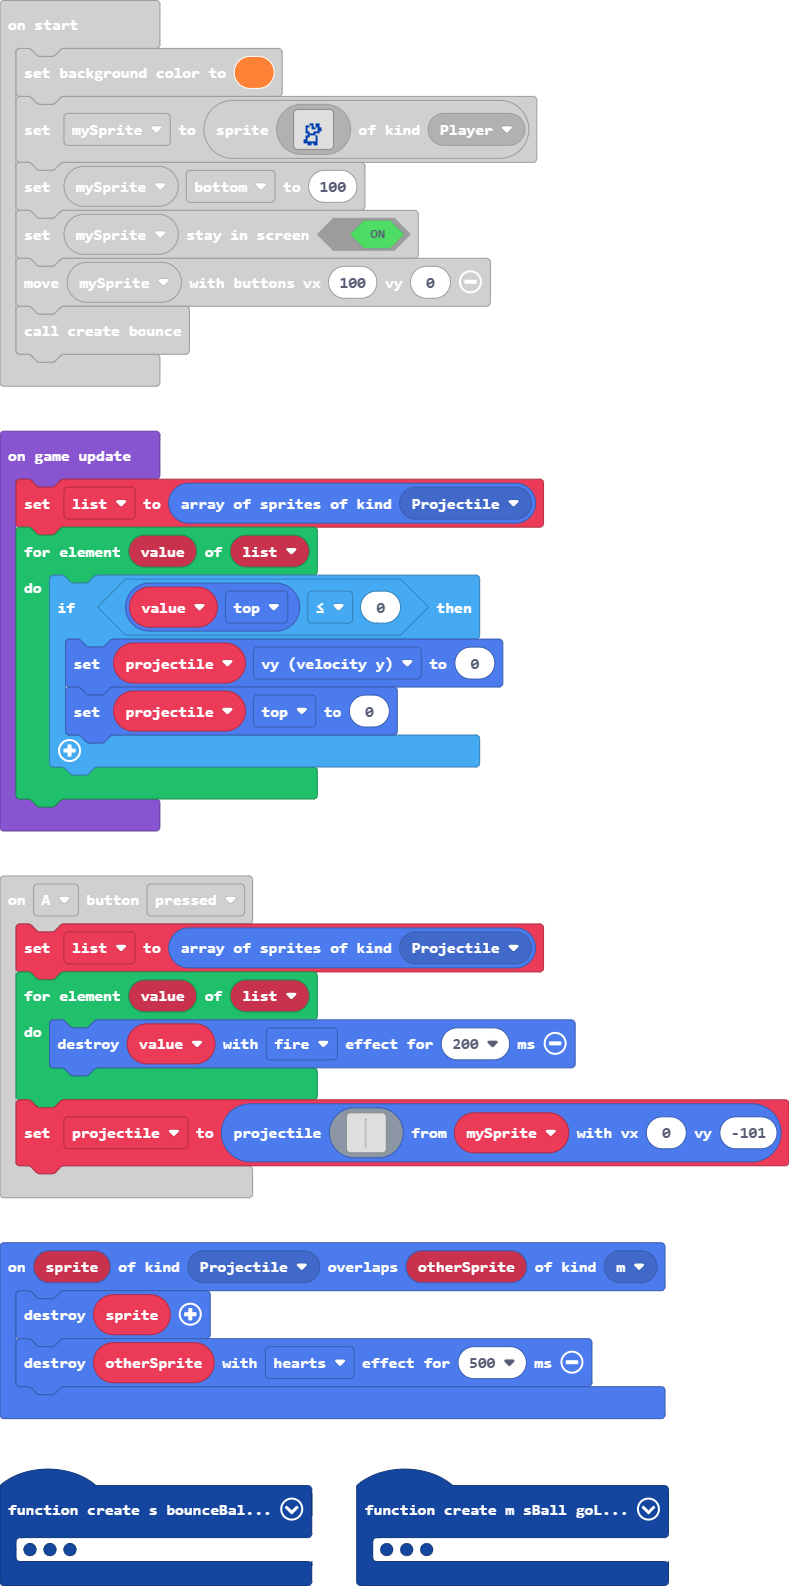 on start
set background color to
set mySprite to sprite of kind Player
set mySprite bottom to 100
set mySprite stay in screen ON
move mySprite with buttons vx 100 vy 0
call create bounce
on game update
set list to array of sprites of kind Projectile
for element value of list
do
if value top ≤ 0 then
set projectile vy (velocity y) to 0
set projectile top to 0
on A button pressed
set list to array of sprites of kind Projectile
for element value of list
do
destroy value with fire effect for 200 ms
set projectile to projectile from mySprite with vx 0 vy -101
on sprite of kind Projectile overlaps otherSprite of kind m
destroy sprite
destroy otherSprite with hearts effect for 500 ms
function create s bounceBal...
function create m sBall goL...